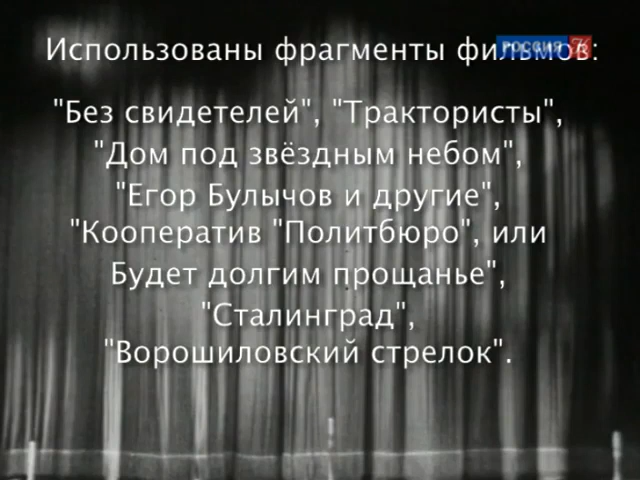 Использованы фрагменты фильмов:
РОССИЯ К
"Без свидетелей", "Трактористы",
"Дом под звёздным небом",
"Егор Булычов и другие",
"Кооператив "Политбюро", или
Будет долгим прощанье",
"Сталинград",
"Ворошиловский стрелок".